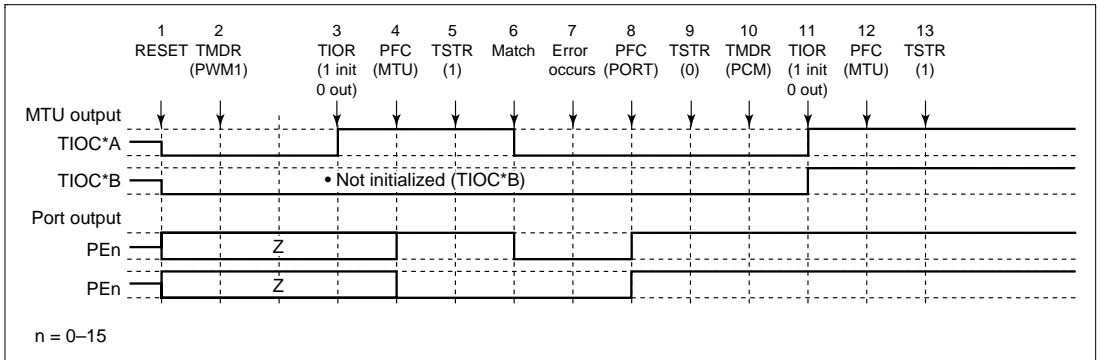 1 2 3 4 5 6 7 8 9 10 11 12 13
RESET TMDR TIOR PFC TSTR Match Error PFC TSTR TMDR TIOR PFC TSTR
(PWM1) (1 init (MTU) (1) occurs (PORT) (0) (PCM) (1 init (MTU) (1)
0 out) 0 out)
MTU output
TIOC*A
TIOC*B • Not initialized (TIOC*B)
Port output
PEn Z
PEn Z
n = 0–15